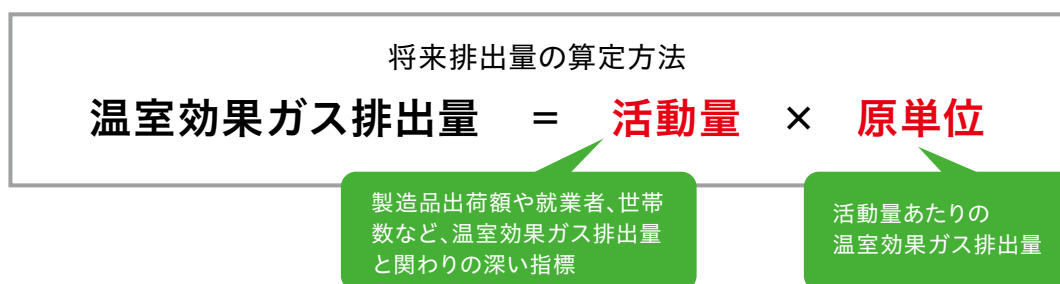 将来排出量の算定方法
温室効果ガス排出量 = 活動量 × 原単位
製造品出荷額や就業者、世帯
数など、温室効果ガス排出量
と関わりの深い指標
活動量あたりの
温室効果ガス排出量